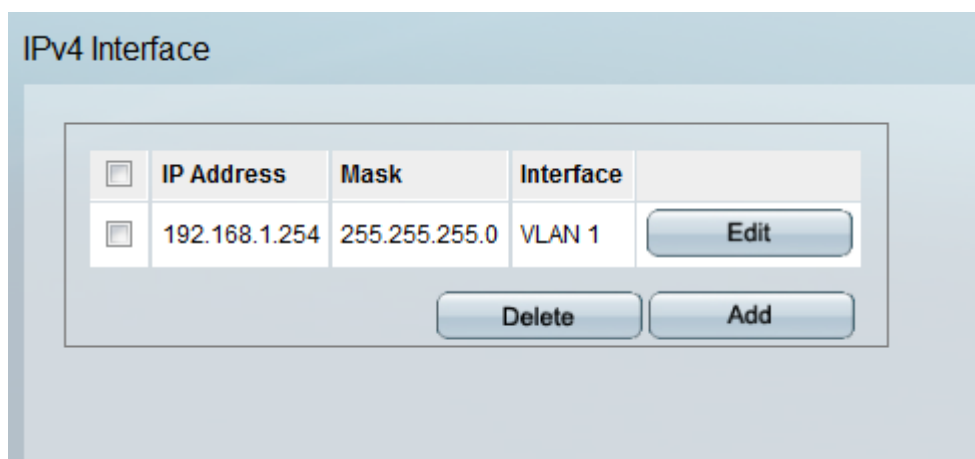 IPv4 Interface
IP Address Mask Interface
192.168.1.254 255.255.255.0 VLAN 1 Edit
Delete Add